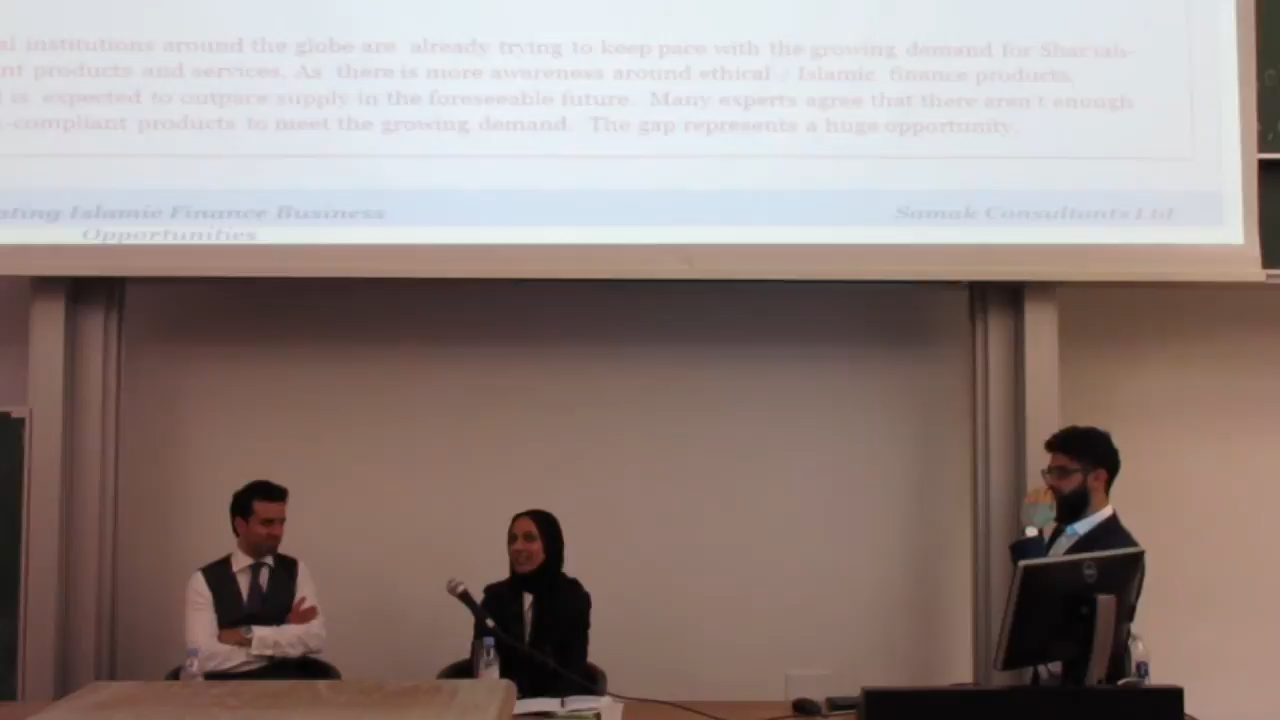 al institutions around the globe are already trying to keep pace with the growing demand for Shariah-
nt products and services. As there is more awareness around ethical / Islamic finance products,
is expected to outpace supply in the foreseeable future. Many experts agree that there aren't enough
-compliant products to meet the growing demand. The gap represents a huge opportunity.
ating Islamic Finance Business
Opportunities
Samak Consultants Ltd